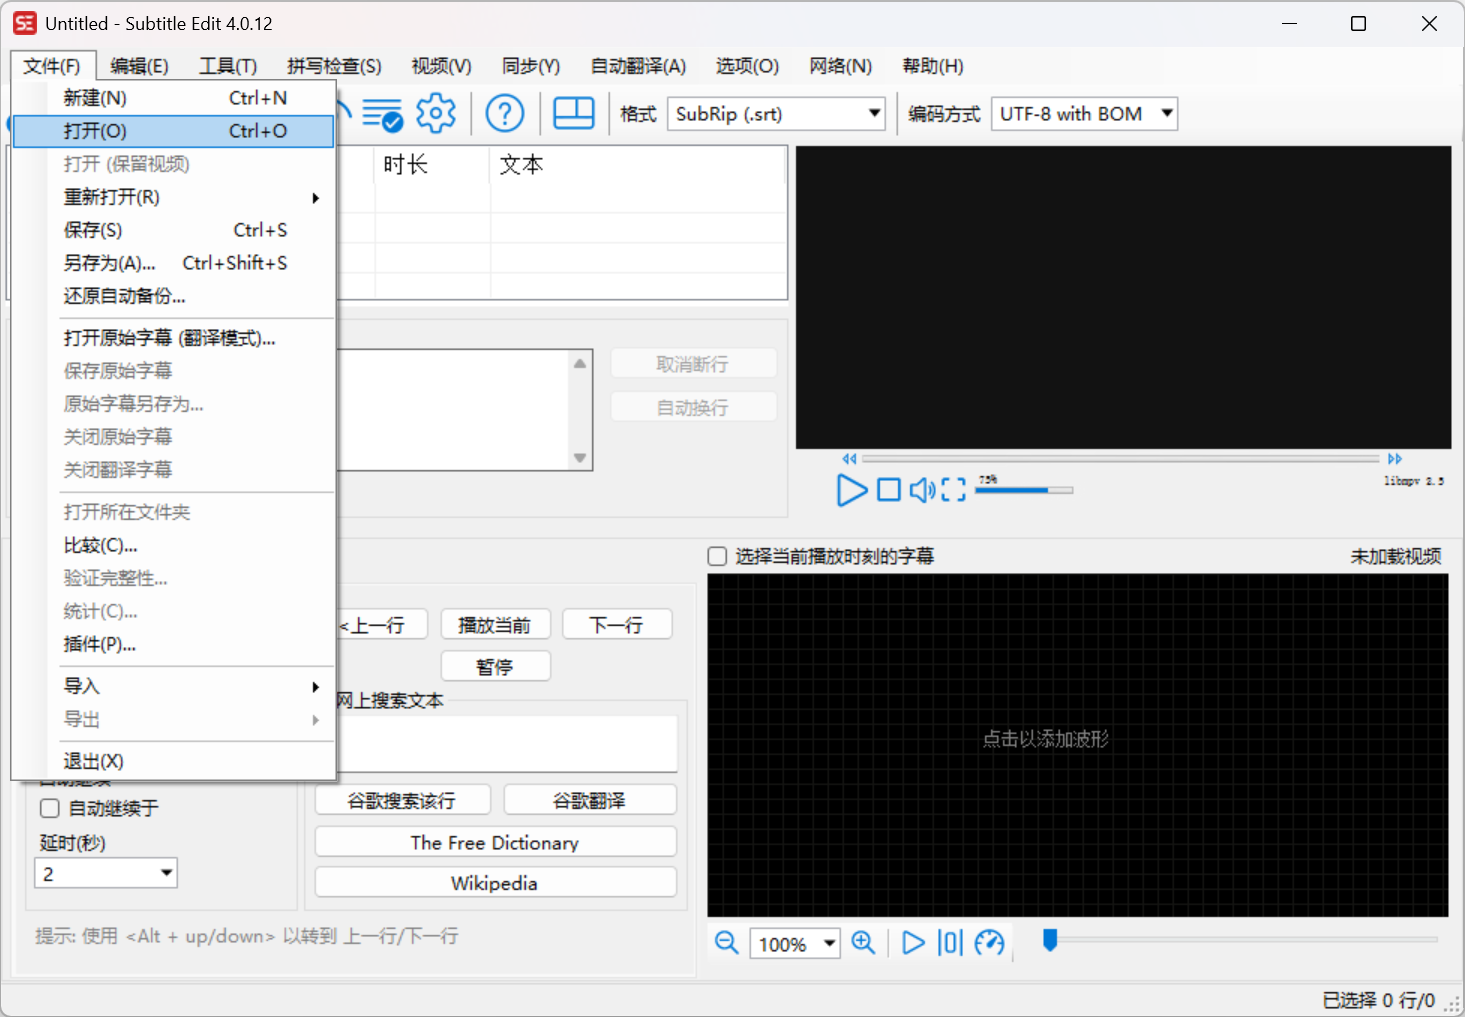 Untitled - Subtitle Edit 4.0.12
文件(F) 编辑(E) 工具(T) 拼写检查(S) 视频(V) 同步(Y) 自动翻译(A) 选项(O) 网络(N) 帮助(H)
新建(N) Ctrl+N
打开(O) Ctrl+O
打开 (保留视频)
重新打开(R)
保存(S) Ctrl+S
另存为(A)... Ctrl+Shift+S
还原自动备份...
打开原始字幕 (翻译模式)...
保存原始字幕
原始字幕另存为...
关闭原始字幕
关闭翻译字幕
打开所在文件夹
比较(C)...
验证完整性...
统计(C)...
插件(P)...
导入
导出
退出(X)
格式 SubRip (.srt) 编码方式 UTF-8 with BOM
时长 文本
取消断行
自动换行
75%
libmpv 2.5
选择当前播放时刻的字幕 未加载视频
<上一行 播放当前 下一行
暂停
网上搜索文本
谷歌搜索该行 谷歌翻译
The Free Dictionary
Wikipedia
自动继续于
延时(秒)
2
提示: 使用 <Alt + up/down> 以转到 上一行/下一行
点击以添加波形
100%
已选择 0 行/0